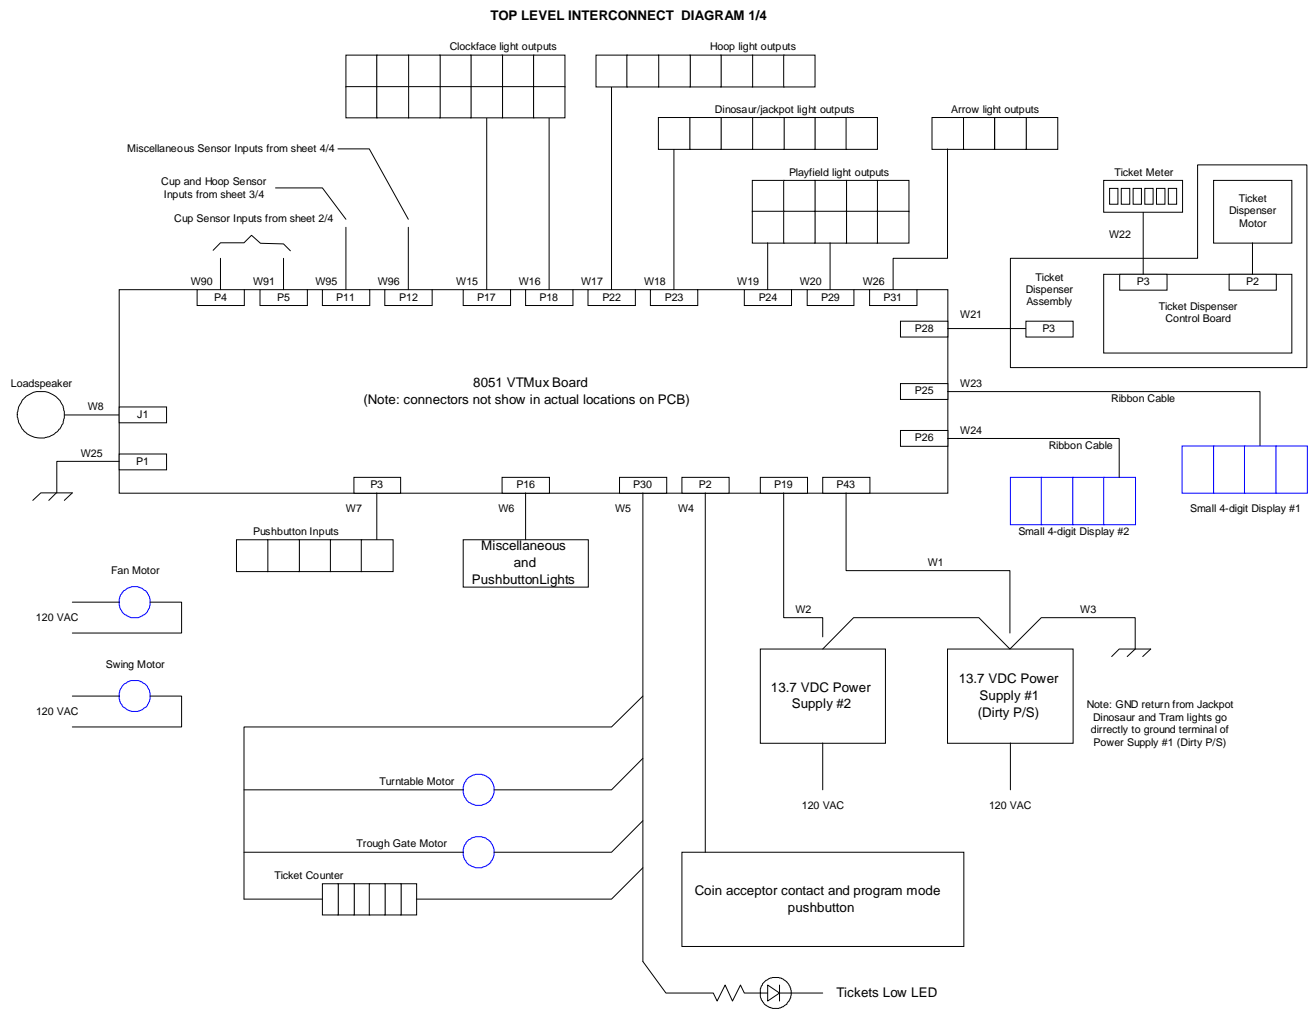 TOP LEVEL INTERCONNECT  DIAGRAM 1/4
Clockface light outputs
Hoop light outputs
Dinosaur/jackpot light outputs
Arrow light outputs
Miscellaneous Sensor Inputs from sheet 4/4
Cup and Hoop Sensor
Inputs from sheet 3/4
Cup Sensor Inputs from sheet 2/4
Playfield light outputs
Ticket Meter
Ticket
Dispenser
Motor
W22
W90
W91
W95
W96
W15
W16
W17
W18
W19
W20
W26
P4
P5
P11
P12
P17
P18
P22
P23
P24
P29
P31
Ticket
Dispenser
Assembly
P3
P2
Ticket Dispenser
Control Board
P28
W21
P3
8051 VTMux Board
(Note: connectors not show in actual locations on PCB)
Loadspeaker
W8
J1
W25
P1
P25
W23
Ribbon Cable
P26
W24
Ribbon Cable
Small 4-digit Display #1
Small 4-digit Display #2
P3
P16
P30
P2
P19
P43
W7
W6
W5
W4
Pushbutton Inputs
Miscellaneous
and
PushbuttonLights
Fan Motor
120 VAC
Swing Motor
120 VAC
W1
W2
W3
13.7 VDC Power
Supply #2
13.7 VDC Power
Supply #1
(Dirty P/S)
Note: GND return from Jackpot
Dinosaur and Tram lights go
dirrectly to ground terminal of
Power Supply #1 (Dirty P/S)
120 VAC
120 VAC
Turntable Motor
Trough Gate Motor
Ticket Counter
Coin acceptor contact and program mode
pushbutton
Tickets Low LED